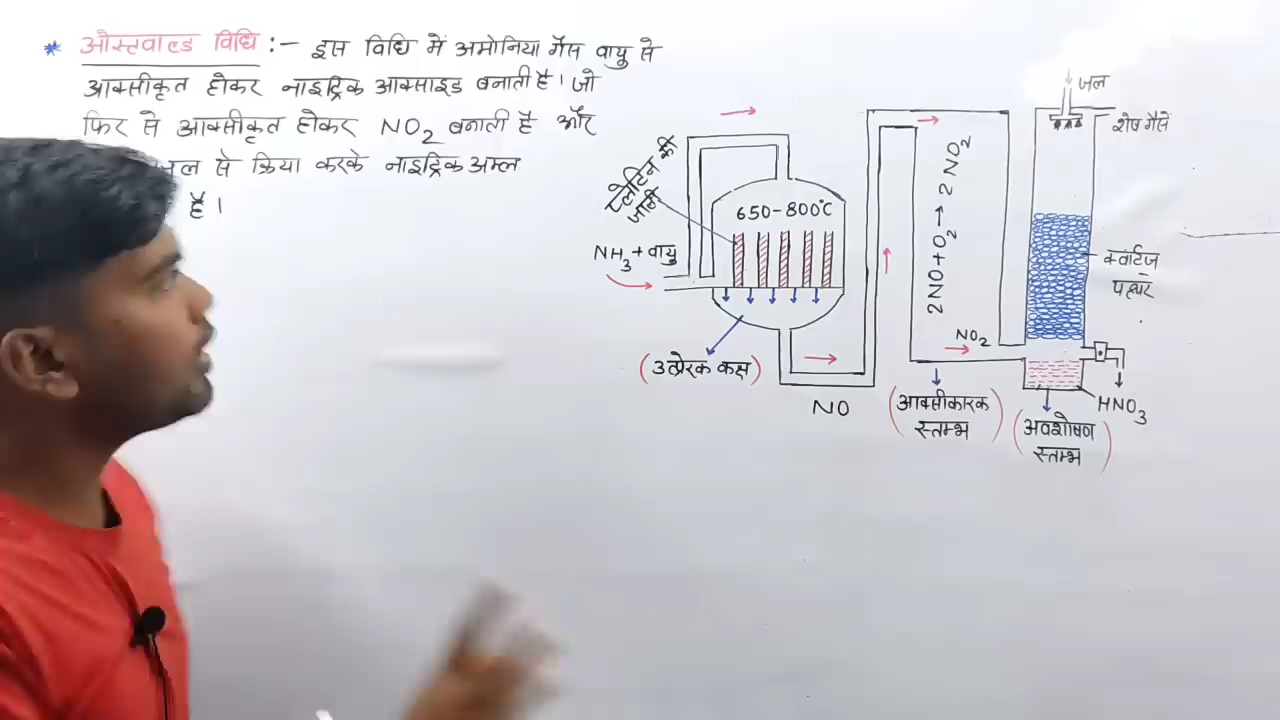 * ओस्टवाल्ड विधि :- इस विधि में अमोनिया गैस वायु से
आक्सीकृत होकर नाइट्रिक आक्साइड बनाती है। जो
फिर से आक्सीकृत होकर NO₂ बनाती है और
जल से क्रिया करके नाइट्रिक अम्ल
है।
प्लेटिनम की
जाली
650-800°C
NH₃ + वायु
(उत्प्रेरक कक्ष)
NO
2NO+O₂→2NO₂
NO₂
(आक्सीकारक
स्तम्भ)
जल
शेष गैसें
क्वार्टज
पत्थर
HNO₃
(अवशोषण
स्तम्भ)